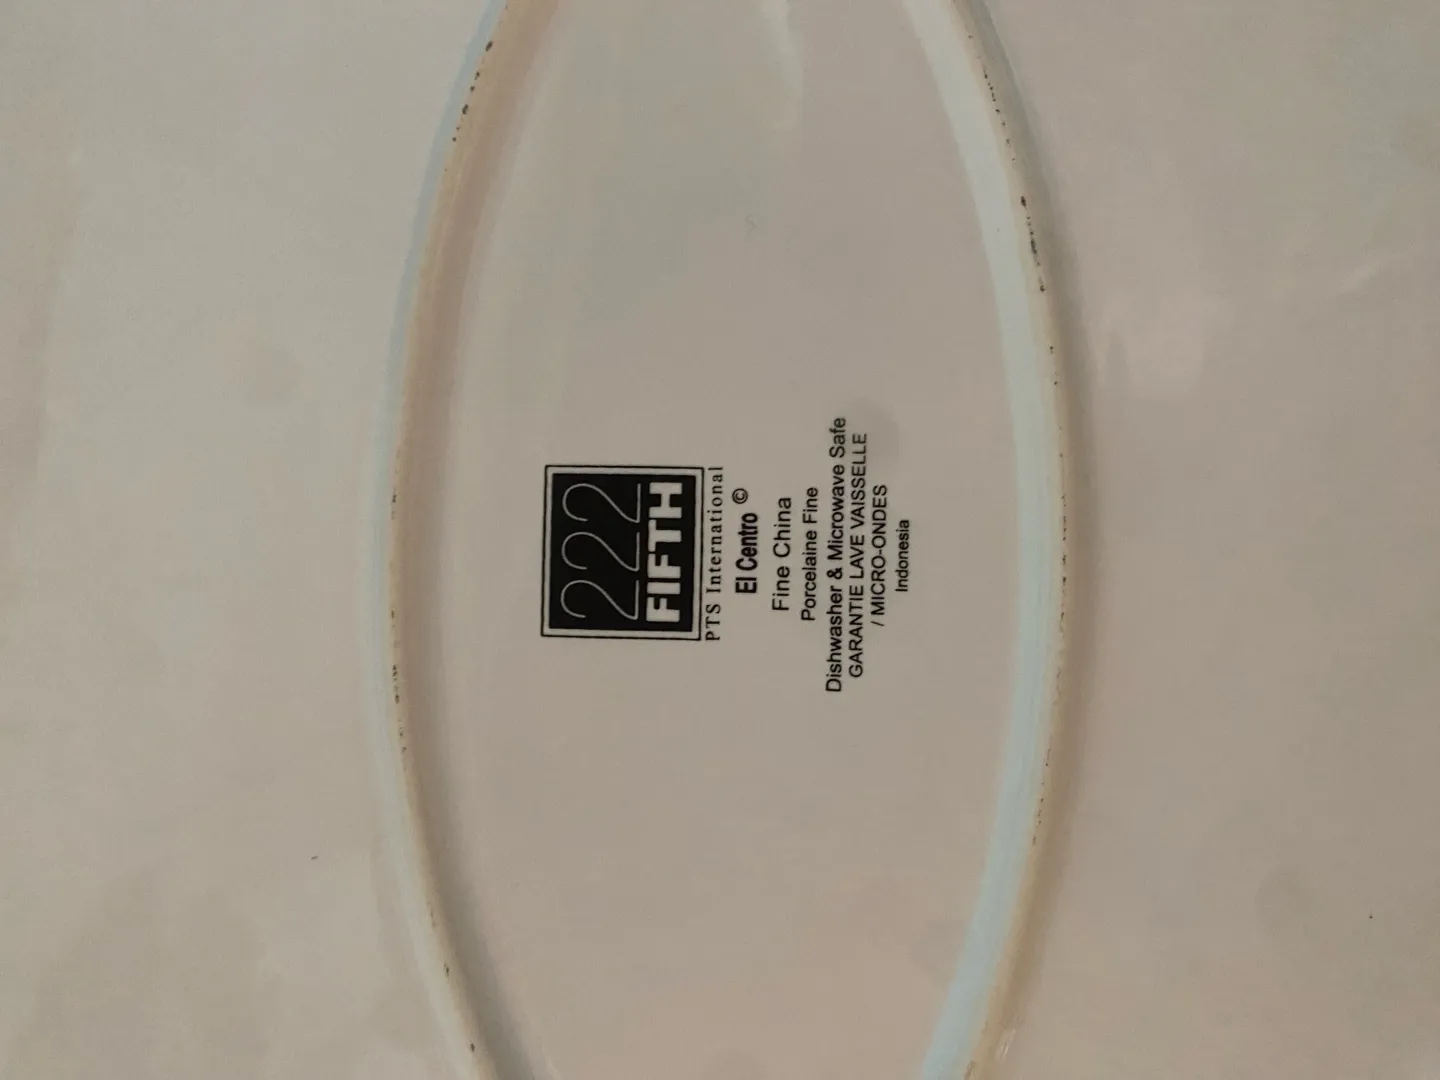 222
FIFTH
PTS International
El Centro ©
Fine China
Porcelaine Fine
Dishwasher & Microwave Safe
GARANTIE LAVE VAISSELLE
/ MICRO-ONDES
Indonesia